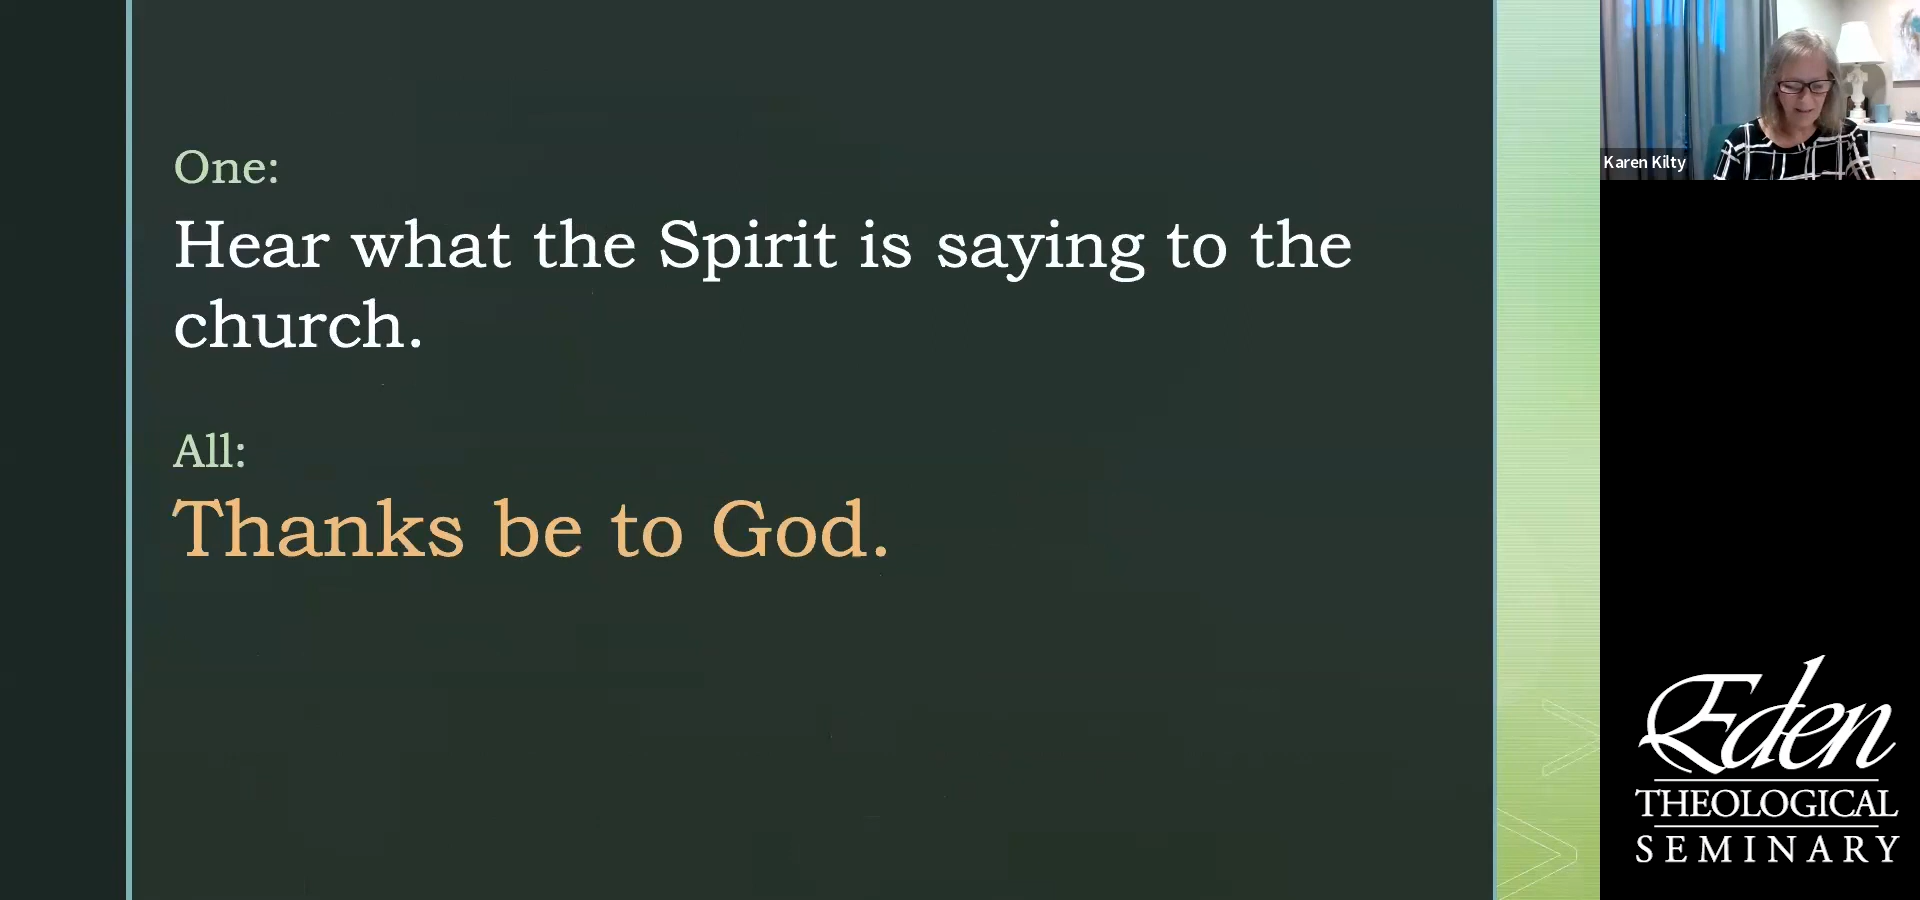 One:
Hear what the Spirit is saying to the
church.
All:
Thanks be to God.
Karen Kilty
Eden
THEOLOGICAL
SEMINARY